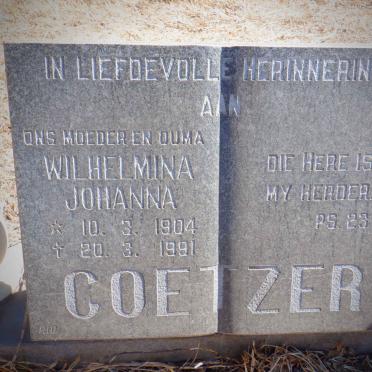 IN LIEFDEVOLLE HERINNERIN
AAN
ONS MOEDER EN OUMA
WILHELMINA
JOHANNA
* 10. 3. 1904
† 20. 3. 1981
DIE HERE IS
MY HERDER
PS. 23
COETZER